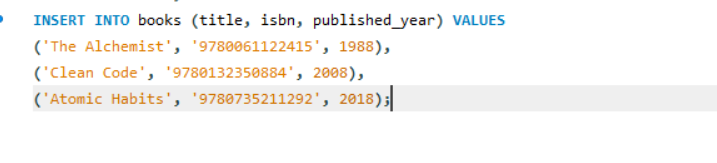 INSERT INTO books (title, isbn, published_year) VALUES
('The Alchemist', '9780061122415', 1988),
('Clean Code', '9780132350884', 2008),
('Atomic Habits', '9780735211292', 2018);